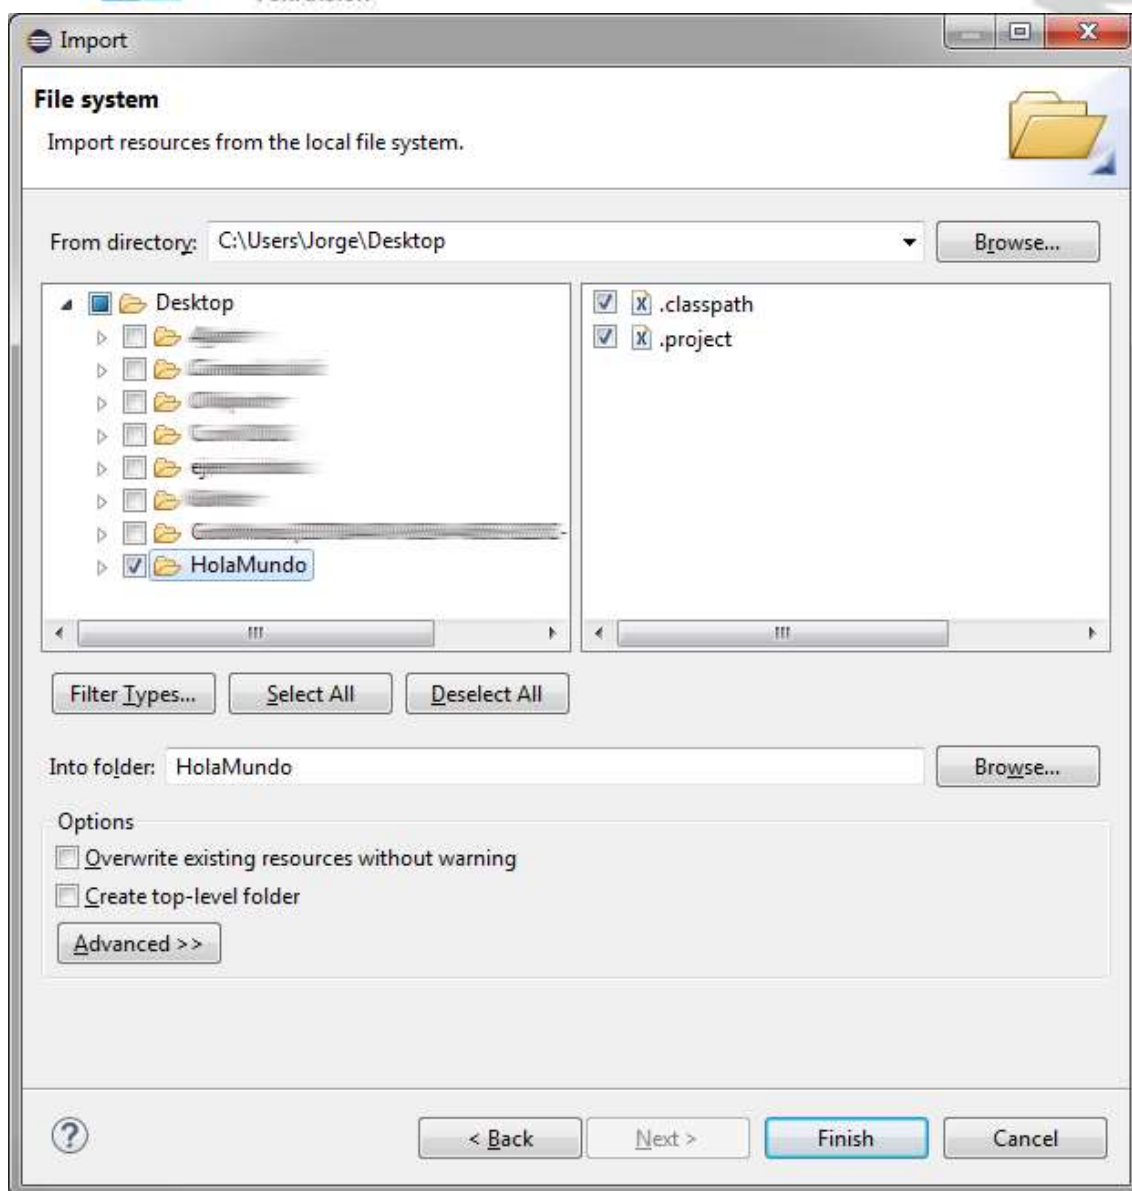 Import
File system
Import resources from the local file system.
From directory: C:\Users\Jorge\Desktop
Browse...
Desktop
HolaMundo
.classpath
.project
Filter Types...
Select All
Deselect All
Into folder: HolaMundo
Browse...
Options
Overwrite existing resources without warning
Create top-level folder
Advanced >>
< Back
Next >
Finish
Cancel